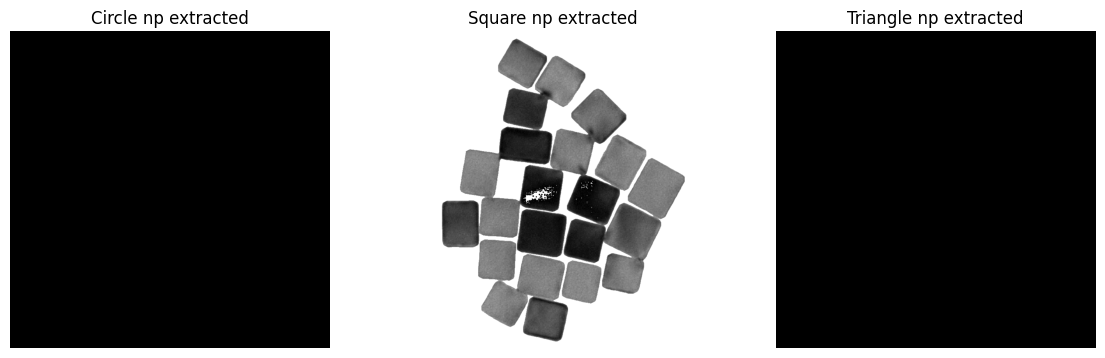 Circle np extracted
Square np extracted
Triangle np extracted